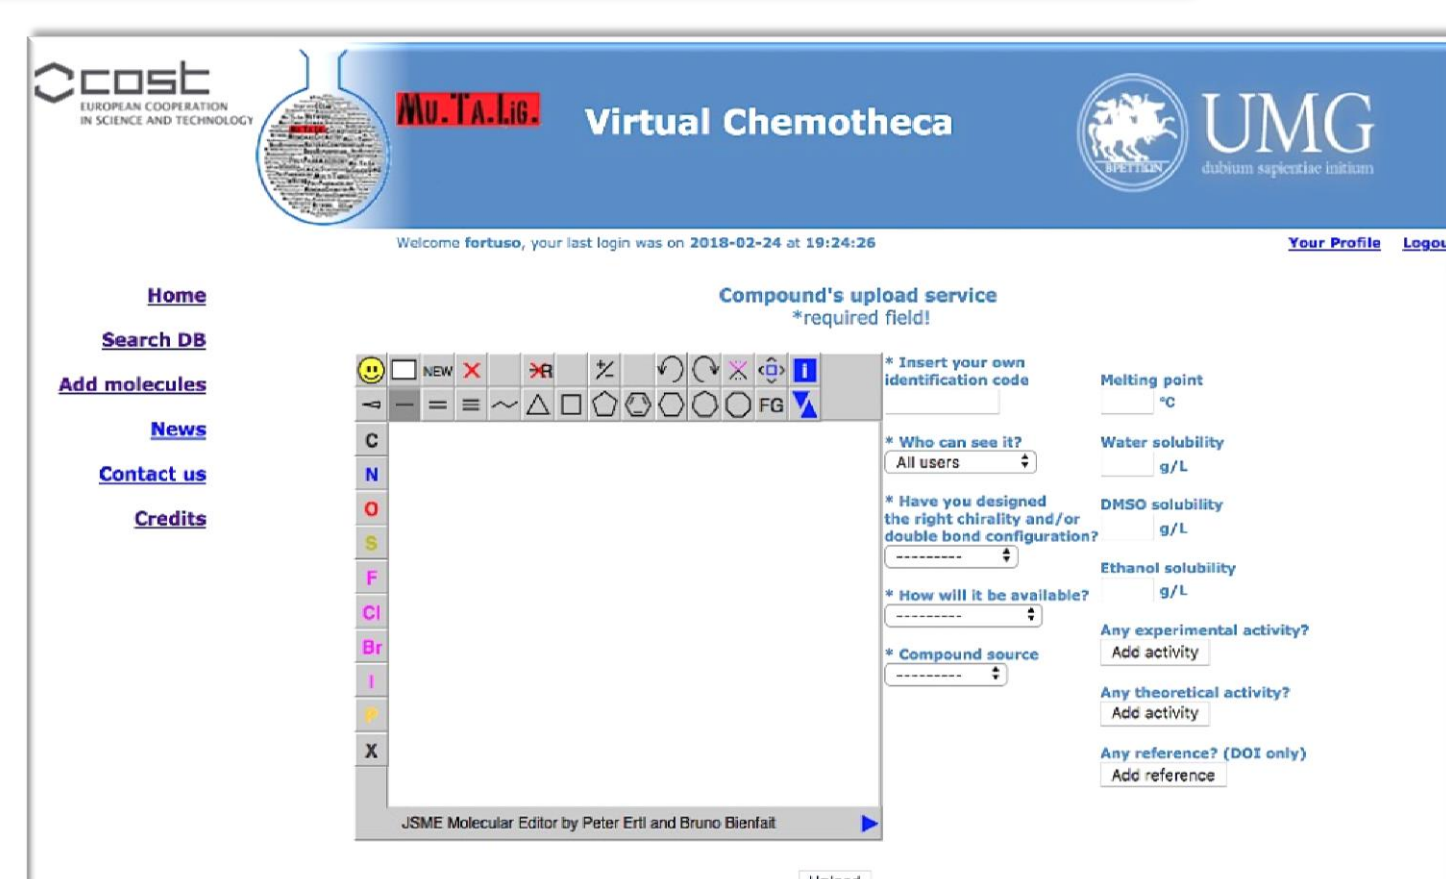 cost
EUROPEAN COOPERATION
IN SCIENCE AND TECHNOLOGY
MU.TA.LIG.
Virtual Chemotheca
BPETTIΩN
UMG
dubium sapientiae initium
Welcome fortuso, your last login was on 2018-02-24 at 19:24:26
Your Profile
Home
Search DB
Add molecules
News
Contact us
Credits
Compound's upload service
*required field!
NEW
R
+/-
i
FG
C
N
O
S
F
Cl
Br
I
P
X
JSME Molecular Editor by Peter Ertl and Bruno Bienfait
* Insert your own
identification code
* Who can see it?
All users
* Have you designed
the right chirality and/or
double bond configuration?
---------
* How will it be available?
---------
* Compound source
---------
Melting point
°C
Water solubility
g/L
DMSO solubility
g/L
Ethanol solubility
g/L
Any experimental activity?
Add activity
Any theoretical activity?
Add activity
Any reference? (DOI only)
Add reference